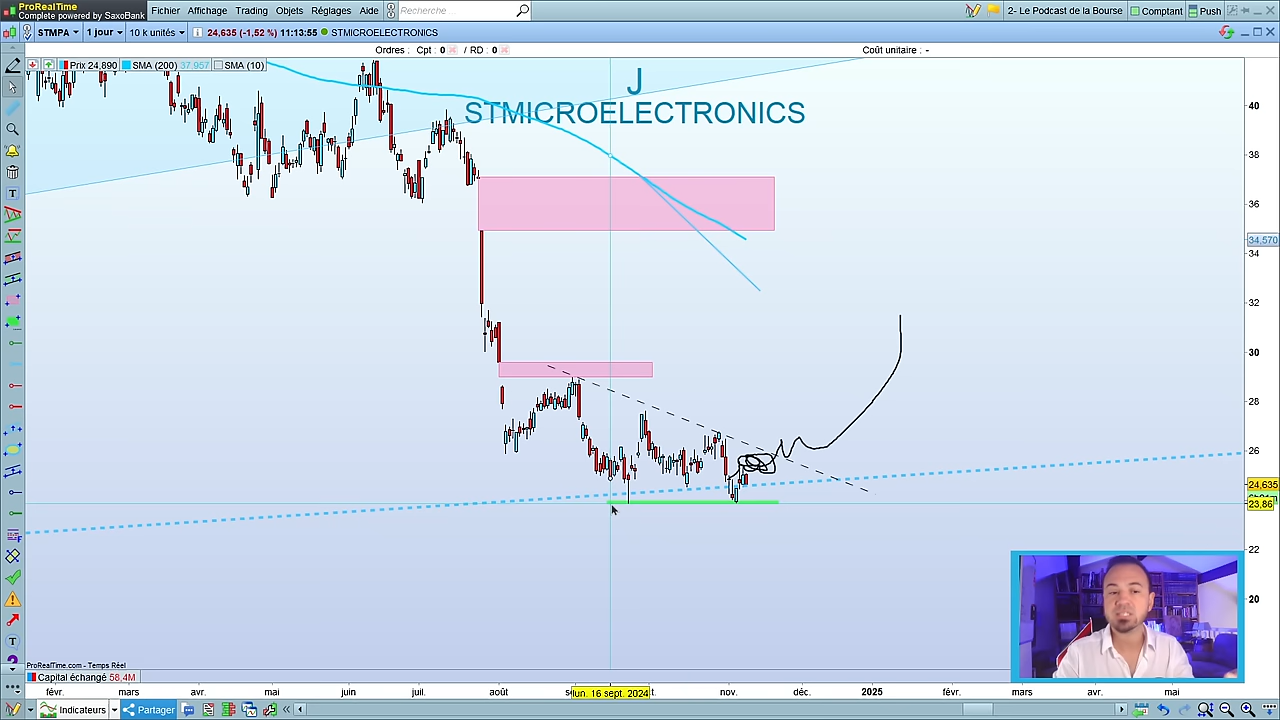 ProRealTime
Complete powered by SaxoBank
Fichier Affichage Trading Objets Réglages Aide Recherche 2- Le Podcast de la Bourse Comptant Push
STMPA 1 jour 10 k unités 24,635 (-1,52 %) 11:13:55 STMICROELECTRONICS
Ordres : Cpt : 0 / RD : 0 Coût unitaire : -
Prix 24,890 SMA (200) 37.957 SMA (10)
J
STMICROELECTRONICS
40
38
36
34,570
34
32
30
28
26
24,635
23,86
22
20
ProRealTime.com - Temps Réel
Capital échangé 58.4M
févr. mars avr. mai juin juil. août lun. 16 sept. 2024 nov. déc. 2025 févr. mars avr. mai
Indicateurs Partager